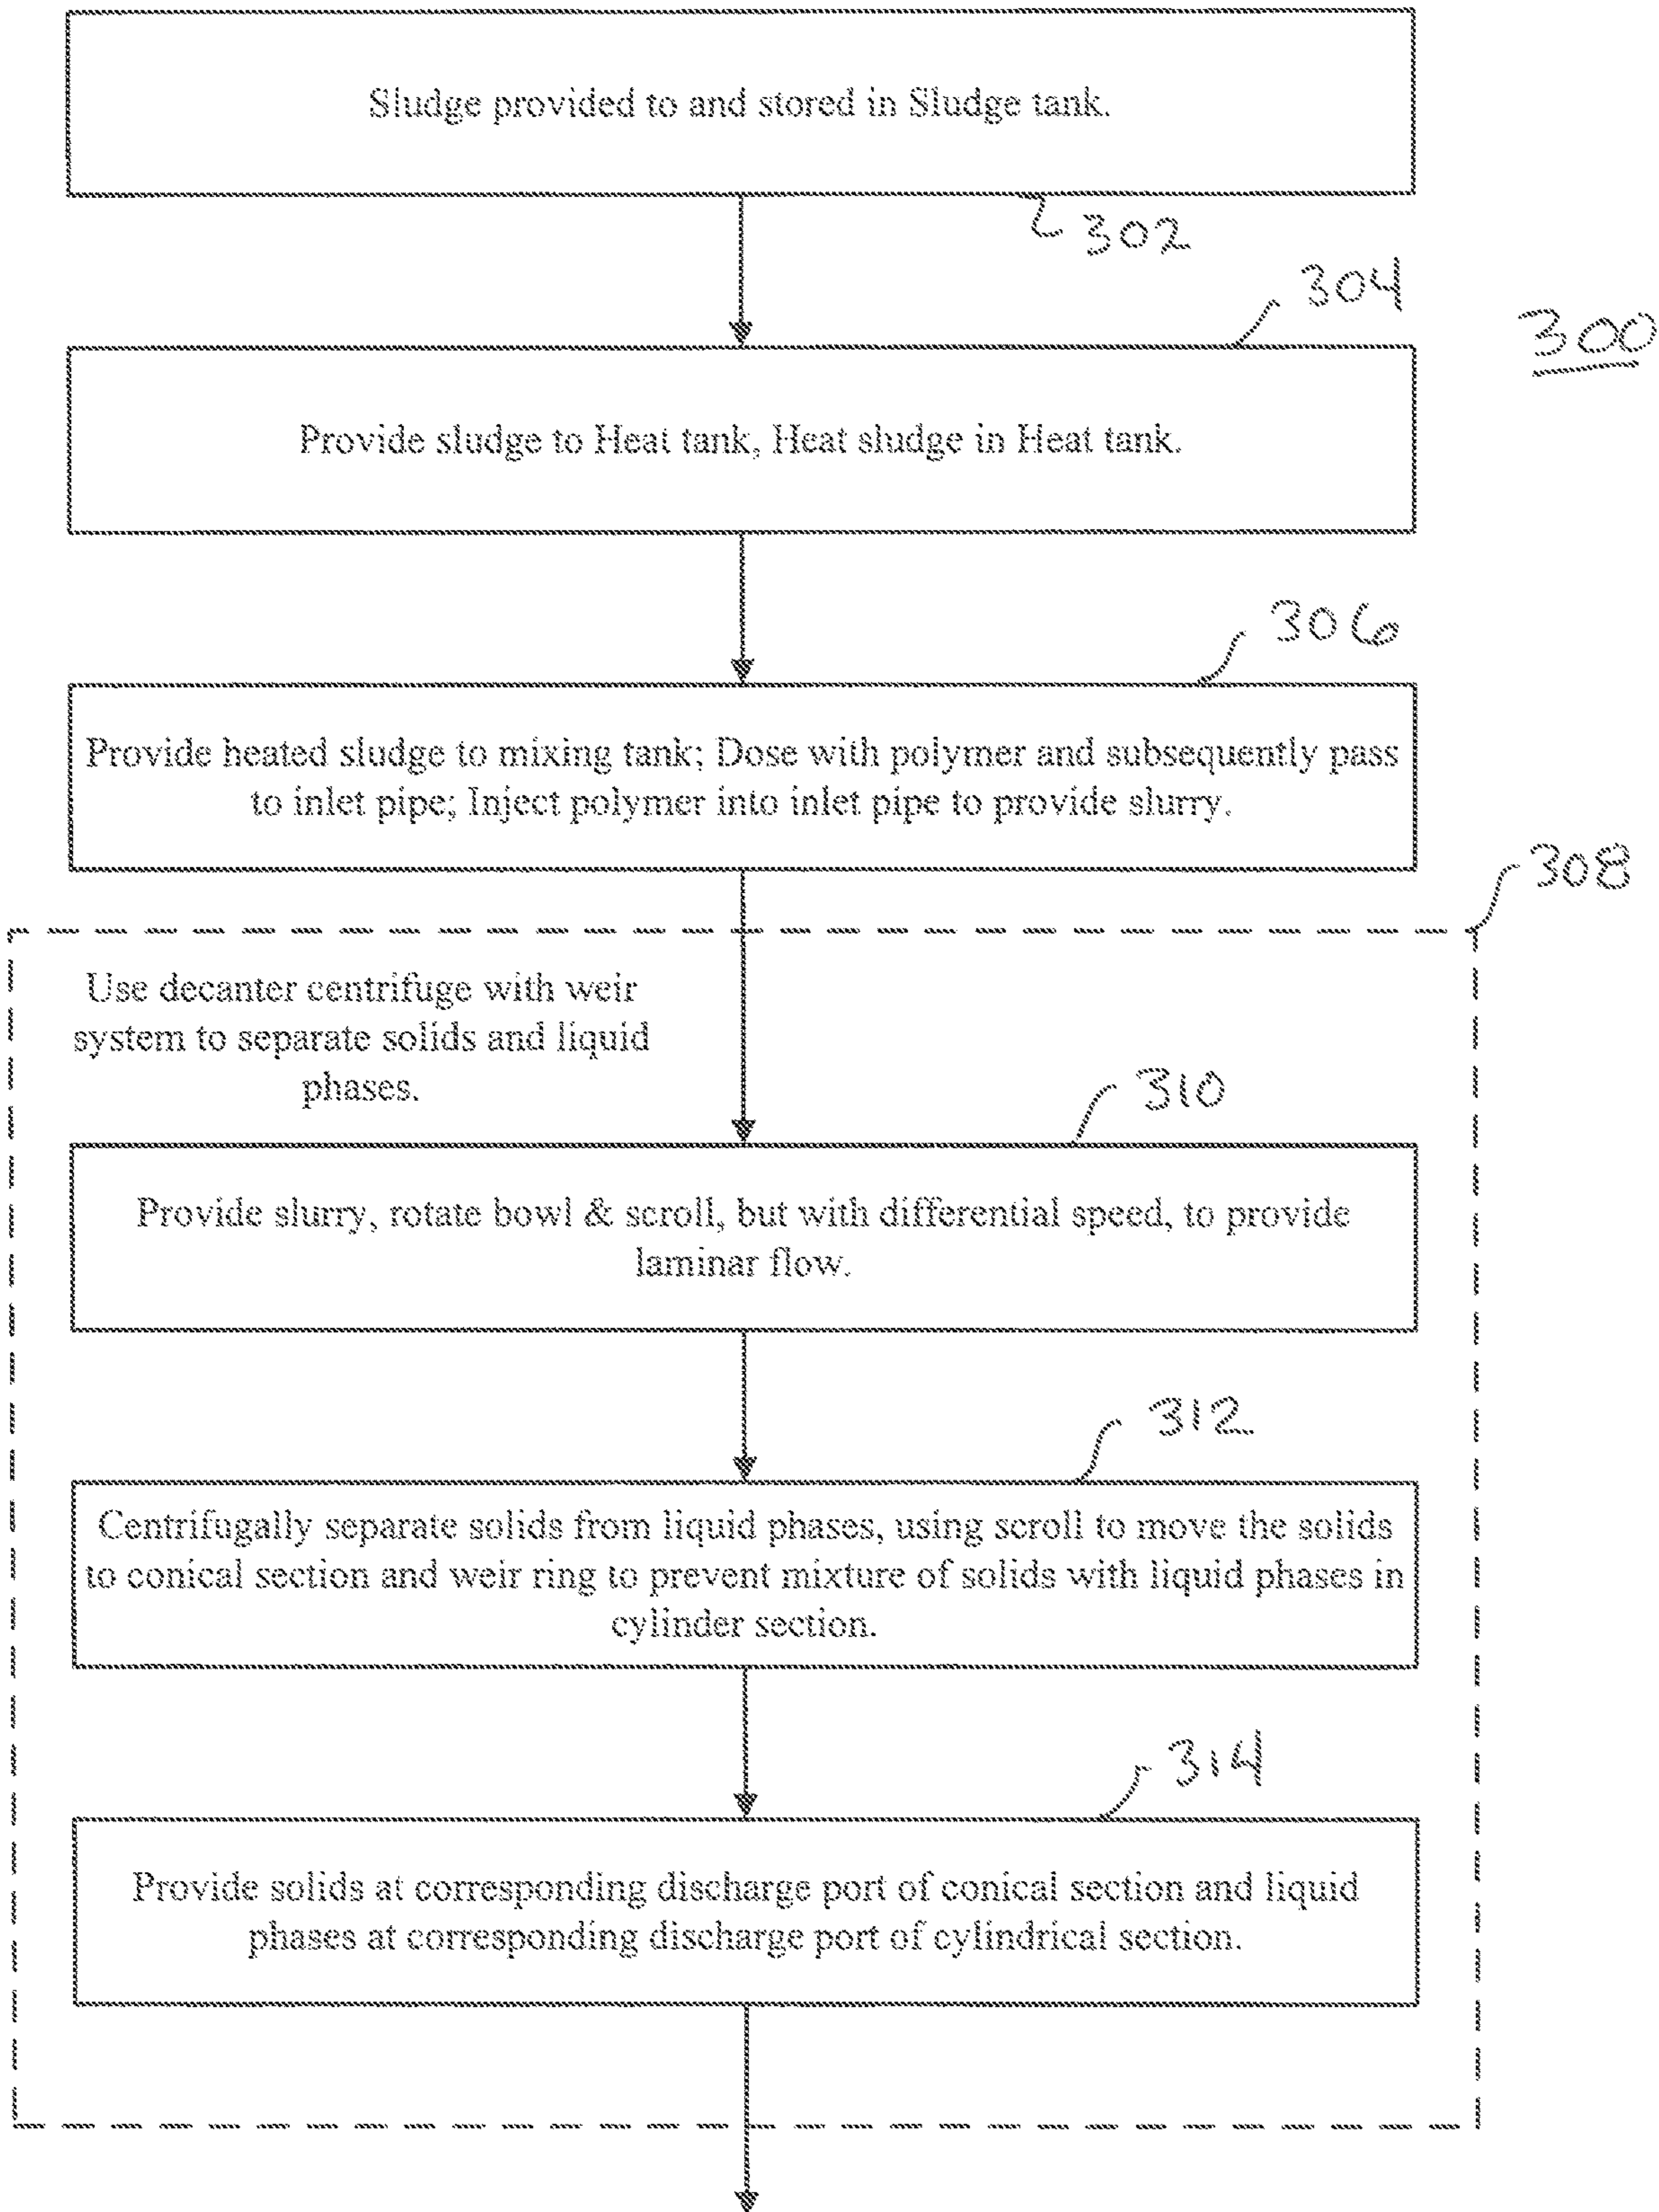 Sludge provided to and stored in Sludge tank.
302
304
300
Provide sludge to Heat tank, Heat sludge in Heat tank.
306
Provide heated sludge to mixing tank; Dose with polymer and subsequently pass
to inlet pipe; Inject polymer into inlet pipe to provide slurry.
308
Use decanter centrifuge with weir
system to separate solids and liquid
phases.
310
Provide slurry, rotate bowl & scroll, but with differential speed, to provide
laminar flow.
312
Centrifugally separate solids from liquid phases, using scroll to move the solids
to conical section and weir ring to prevent mixture of solids with liquid phases in
cylinder section.
314
Provide solids at corresponding discharge port of conical section and liquid
phases at corresponding discharge port of cylindrical section.